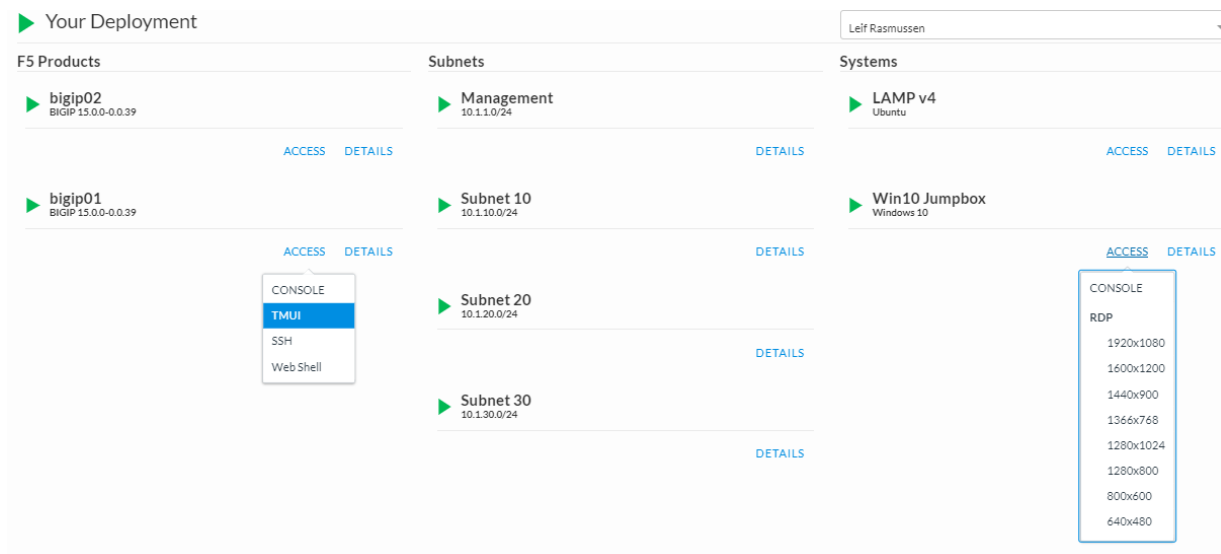 Your Deployment
Leif Rasmussen
F5 Products
Subnets
Systems
bigip02
BIGIP 15.0.0-0.0.39
ACCESS DETAILS
bigip01
BIGIP 15.0.0-0.0.39
ACCESS DETAILS
CONSOLE
TMUI
SSH
Web Shell
Management
10.1.1.0/24
DETAILS
Subnet 10
10.1.10.0/24
DETAILS
Subnet 20
10.1.20.0/24
DETAILS
Subnet 30
10.1.30.0/24
DETAILS
LAMP v4
Ubuntu
ACCESS DETAILS
Win10 Jumpbox
Windows 10
ACCESS DETAILS
CONSOLE
RDP
1920x1080
1600x1200
1440x900
1366x768
1280x1024
1280x800
800x600
640x480